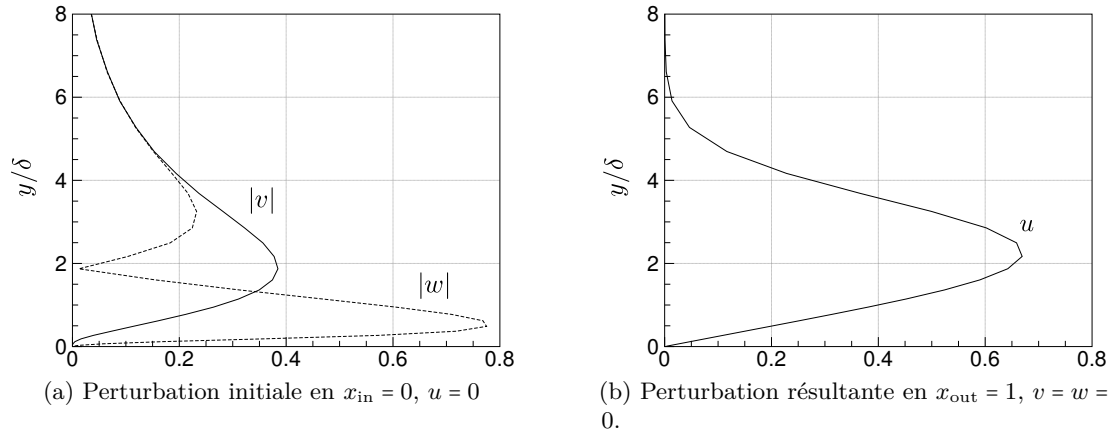 8
6
4
2
0
y/δ
|v|
|w|
0 0.2 0.4 0.6 0.8
(a) Perturbation initiale en x_in = 0, u = 0
8
6
4
2
0
y/δ
u
0 0.2 0.4 0.6 0.8
(b) Perturbation résultante en x_out = 1, v = w =
0.